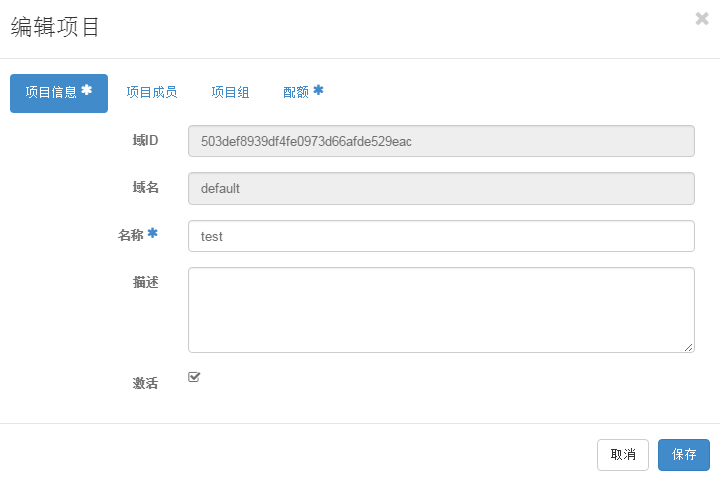 编辑项目
项目信息 项目成员 项目组 配额
域ID 503def8939df4fe0973d66afde529eac
域名 default
名称 test
描述
激活
取消 保存